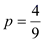 p = 4/9